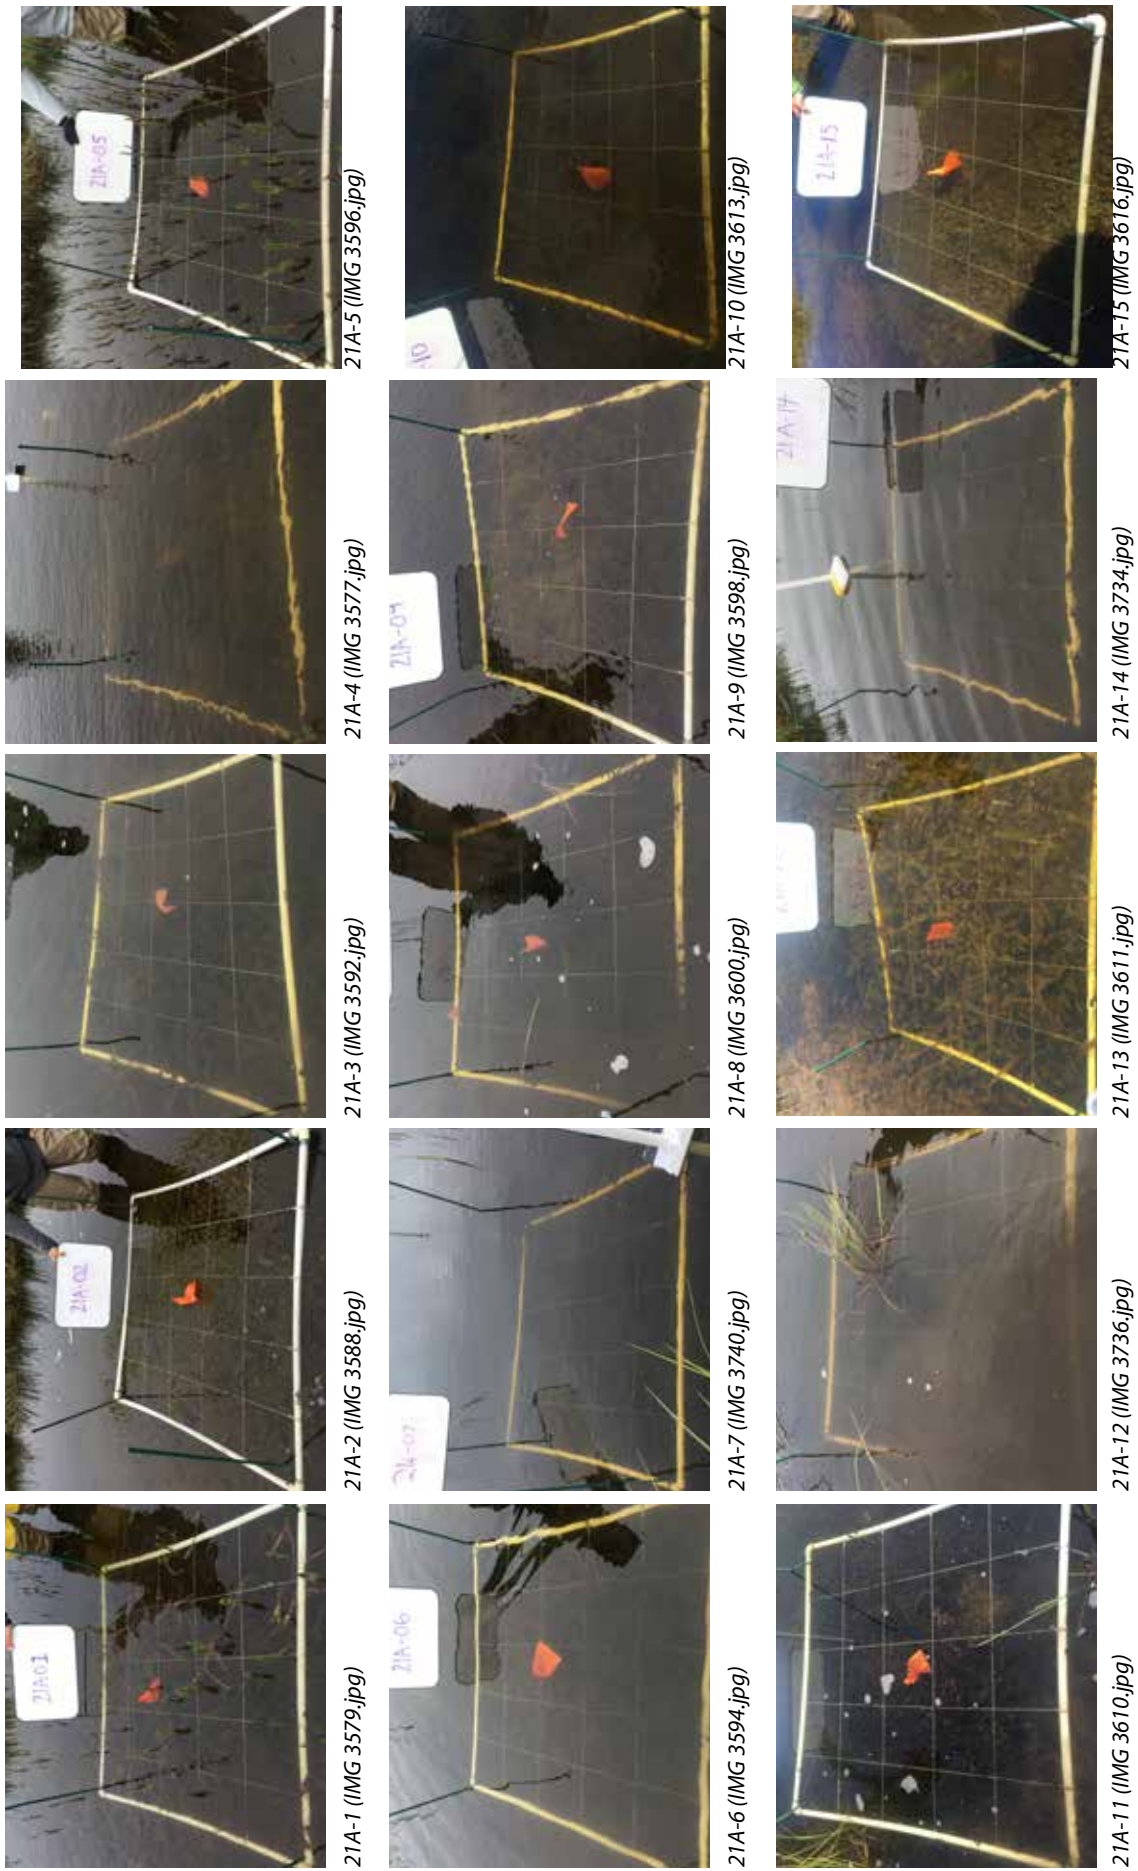 21A01
21A-1 (IMG 3579.jpg)
21A-02
21A-2 (IMG 3588.jpg)
21A-3 (IMG 3592.jpg)
21A-4 (IMG 3577.jpg)
21A-05
21A-5 (IMG 3596.jpg)
21A-06
21A-6 (IMG 3594.jpg)
21A-7 (IMG 3740.jpg)
21A-8 (IMG 3600.jpg)
21A-09
21A-9 (IMG 3598.jpg)
-10
21A-10 (IMG 3613.jpg)
21A-11 (IMG 3610.jpg)
21A-12 (IMG 3736.jpg)
21A-13 (IMG 3611.jpg)
21A-14
21A-14 (IMG 3734.jpg)
21A-15
21A-15 (IMG 3616.jpg)